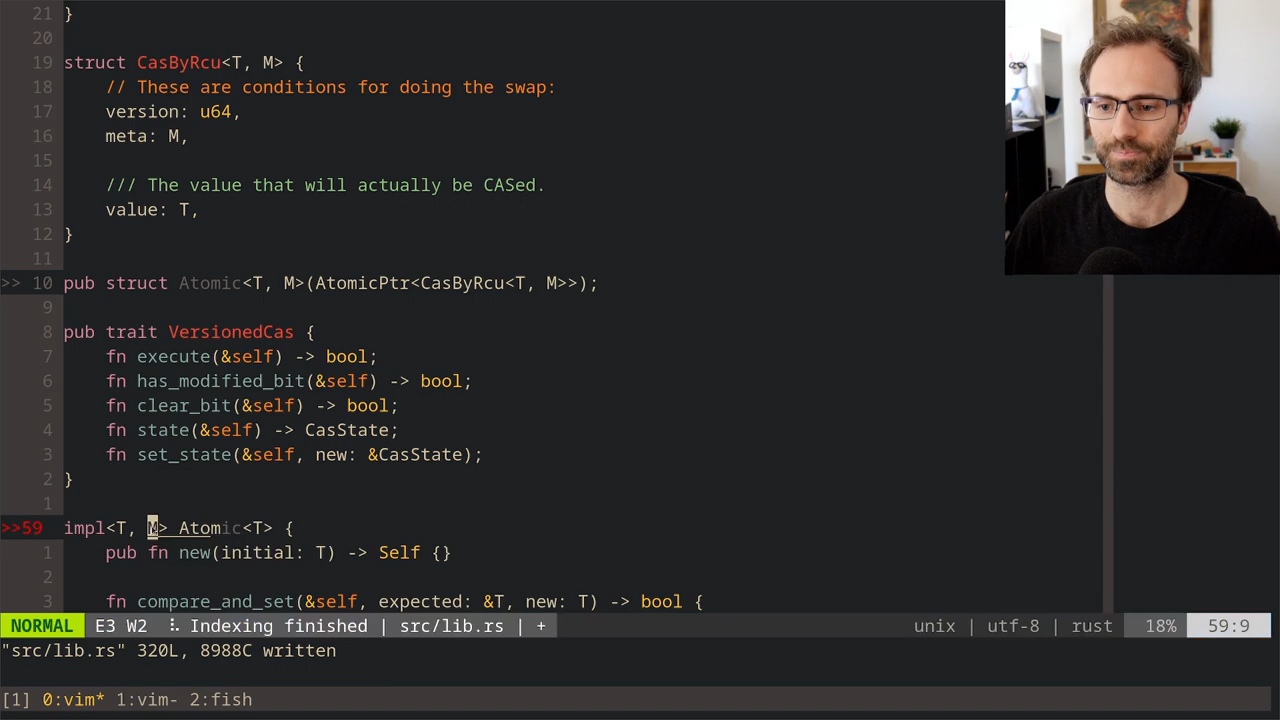 21 }
20
19 struct CasByRcu<T, M> {
18     // These are conditions for doing the swap:
17     version: u64,
16     meta: M,
15
14     /// The value that will actually be CASed.
13     value: T,
12 }
11
>> 10 pub struct Atomic<T, M>(AtomicPtr<CasByRcu<T, M>>);
9
8 pub trait VersionedCas {
7     fn execute(&self) -> bool;
6     fn has_modified_bit(&self) -> bool;
5     fn clear_bit(&self) -> bool;
4     fn state(&self) -> CasState;
3     fn set_state(&self, new: &CasState);
2 }
1
>>59 impl<T, M> Atomic<T> {
1     pub fn new(initial: T) -> Self {}
2
3     fn compare_and_set(&self, expected: &T, new: T) -> bool {
NORMAL E3 W2 ⠦ Indexing finished | src/lib.rs | + unix | utf-8 | rust 18% 59:9
"src/lib.rs" 320L, 8988C written
[1] 0:vim* 1:vim- 2:fish